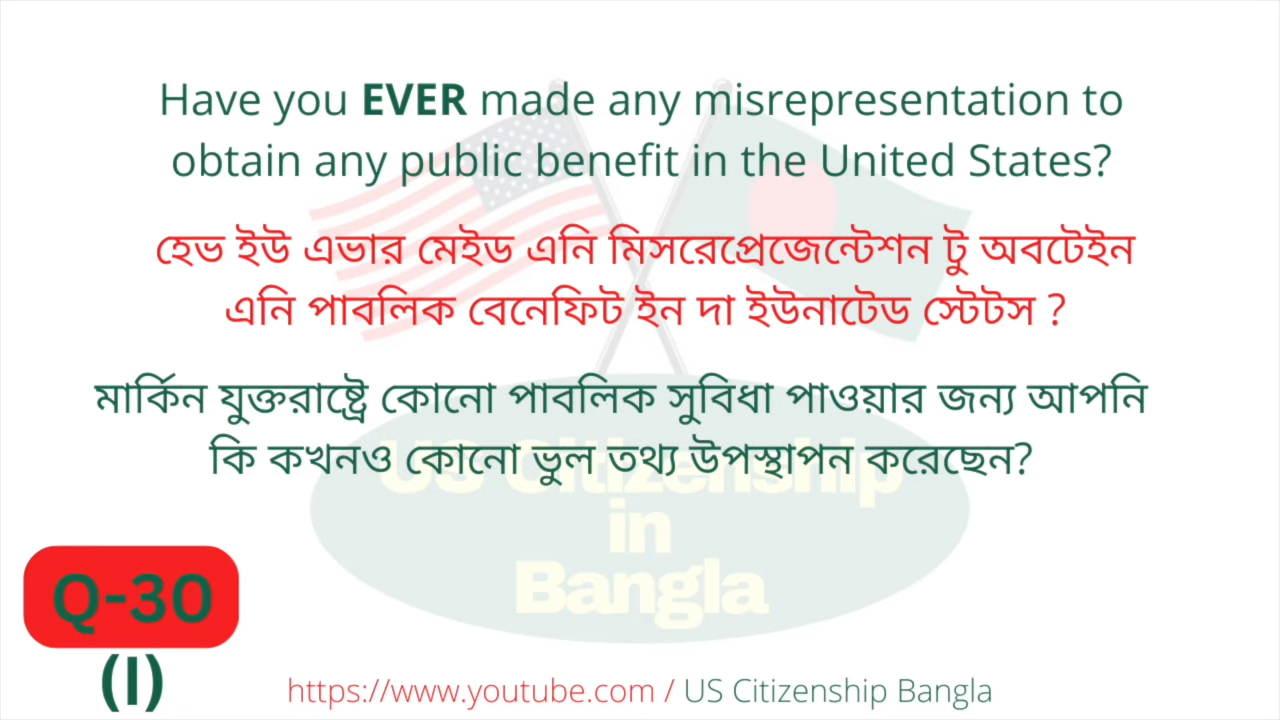 Have you EVER made any misrepresentation to
obtain any public benefit in the United States?
হেভ ইউ এভার মেইড এনি মিসরেপ্রেজেন্টেশন টু অবটেইন
এনি পাবলিক বেনেফিট ইন দা ইউনাটেড স্টেটস ?
মার্কিন যুক্তরাষ্ট্রে কোনো পাবলিক সুবিধা পাওয়ার জন্য আপনি
কি কখনও কোনো ভুল তথ্য উপস্থাপন করেছেন?
US Citizenship
in
Bangla
Q-30
(I)
https://www.youtube.com / US Citizenship Bangla